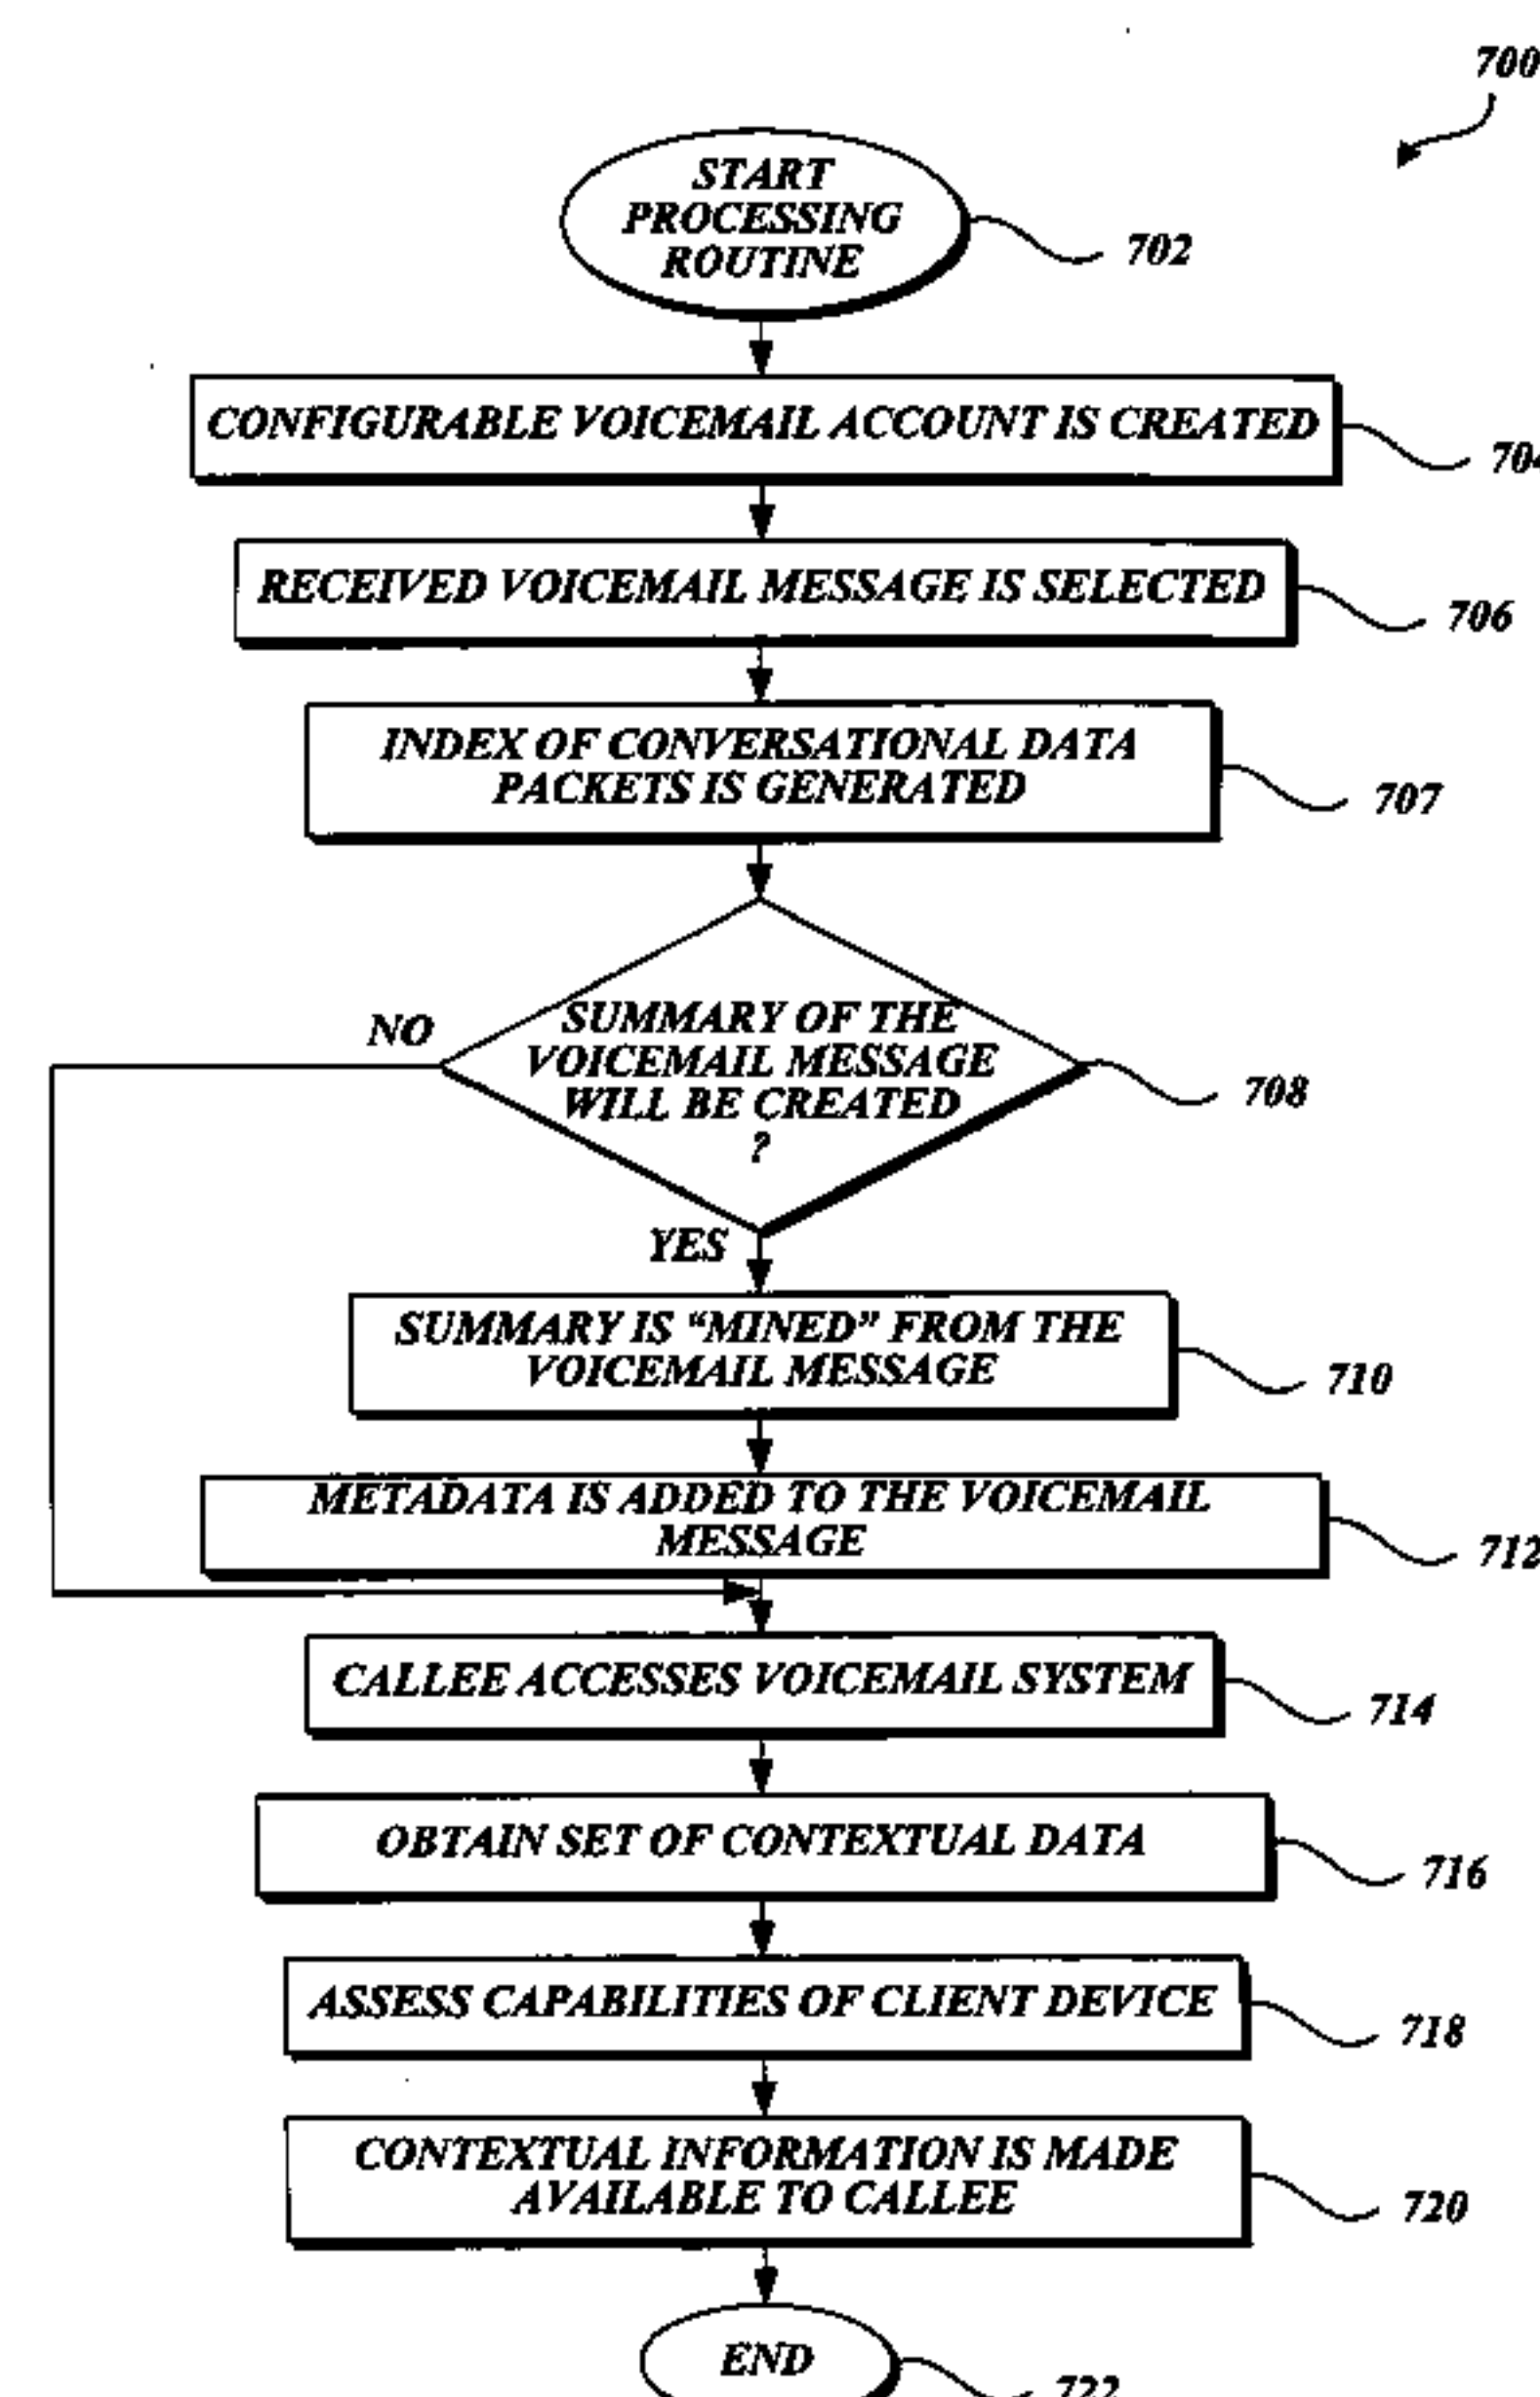 700
START
PROCESSING
ROUTINE
702
CONFIGURABLE VOICEMAIL ACCOUNT IS CREATED
704
RECEIVED VOICEMAIL MESSAGE IS SELECTED
706
INDEX OF CONVERSATIONAL DATA
PACKETS IS GENERATED
707
NO
SUMMARY OF THE
VOICEMAIL MESSAGE
WILL BE CREATED
?
708
YES
SUMMARY IS “MINED” FROM THE
VOICEMAIL MESSAGE
710
METADATA IS ADDED TO THE VOICEMAIL
MESSAGE
712
CALLEE ACCESSES VOICEMAIL SYSTEM
714
OBTAIN SET OF CONTEXTUAL DATA
716
ASSESS CAPABILITIES OF CLIENT DEVICE
718
CONTEXTUAL INFORMATION IS MADE
AVAILABLE TO CALLEE
720
END
722